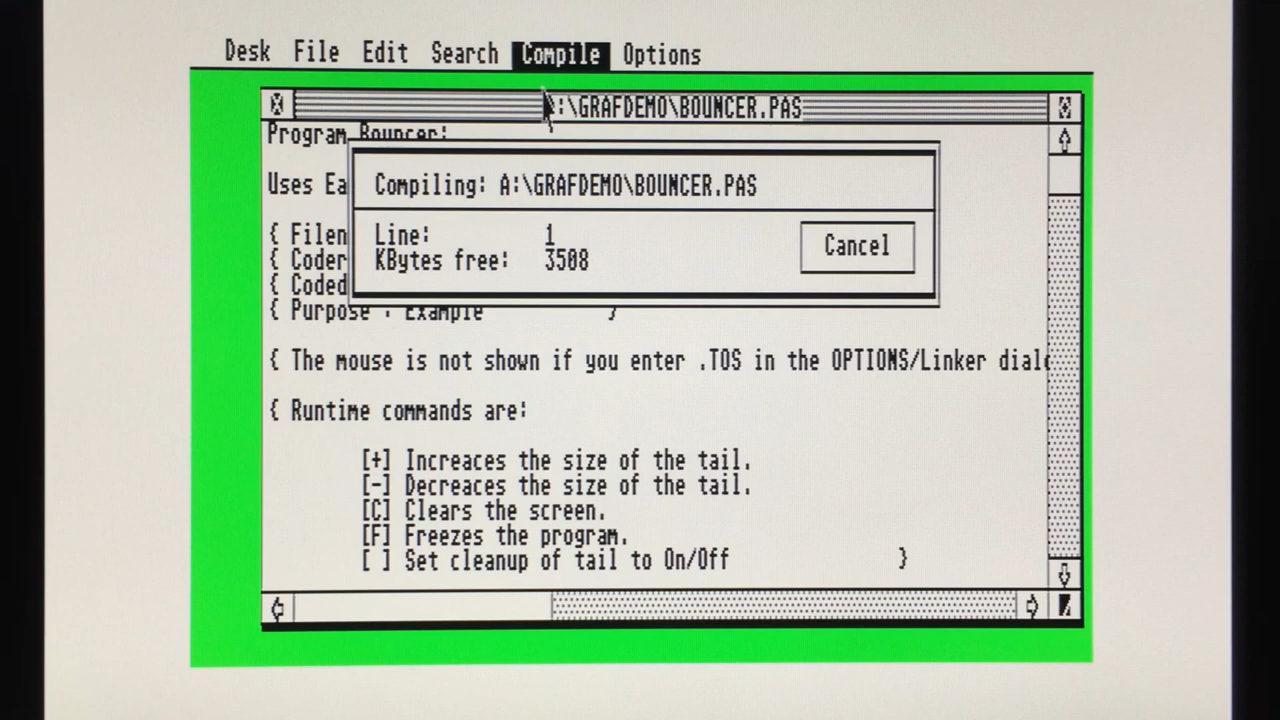 Desk File Edit Search Compile Options
:\GRAFDEMO\BOUNCER.PAS
Program Bouncer;
Compiling: A:\GRAFDEMO\BOUNCER.PAS
Uses Ea
{ Filen
Line: 1
{ Coder
KBytes free: 3508
Cancel
{ Coded
{ Purpose : Example }
{ The mouse is not shown if you enter .TOS in the OPTIONS/Linker dialo
{ Runtime commands are:
[+] Increaces the size of the tail.
[-] Decreaces the size of the tail.
[C] Clears the screen.
[F] Freezes the program.
[ ] Set cleanup of tail to On/Off }